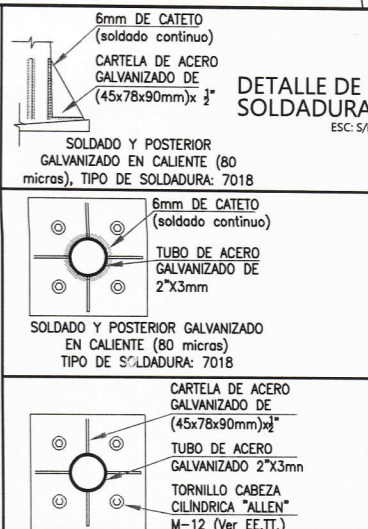 6mm DE CATETO
(soldado continuo)
CARTELA DE ACERO
GALVANIZADO DE
(45x78x90mm)x ½"
DETALLE DE
SOLDADURA
ESC: S/
SOLDADO Y POSTERIOR
GALVANIZADO EN CALIENTE (80
micras), TIPO DE SOLDADURA: 7018
6mm DE CATETO
(soldado continuo)
TUBO DE ACERO
GALVANIZADO DE
2"X3mm
SOLDADO Y POSTERIOR GALVANIZADO
EN CALIENTE (80 micras)
TIPO DE SOLDADURA: 7018
CARTELA DE ACERO
GALVANIZADO DE
(45x78x90mm)x½"
TUBO DE ACERO
GALVANIZADO 2"X3mm
TORNILLO CABEZA
CILÍNDRICA "ALLEN"
M-12 (Ver EE.TT.)